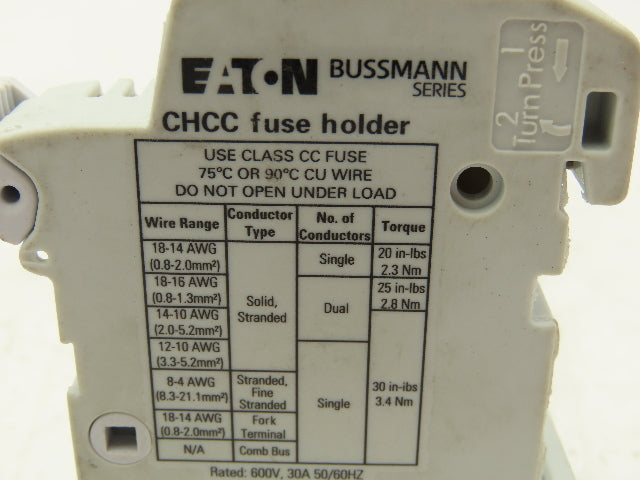 EATON BUSSMANN
SERIES
CHCC fuse holder
1
Press
2
Turn
USE CLASS CC FUSE
75°C OR 90°C CU WIRE
DO NOT OPEN UNDER LOAD
Wire Range Conductor Type No. of Conductors Torque
18-14 AWG
(0.8-2.0mm²)
Solid,
Stranded
Single
20 in-lbs
2.3 Nm
18-16 AWG
(0.8-1.3mm²)
Dual
25 in-lbs
2.8 Nm
14-10 AWG
(2.0-5.2mm²)
30 in-lbs
3.4 Nm
12-10 AWG
(3.3-5.2mm²)
Single
8-4 AWG
(8.3-21.1mm²)
Stranded,
Fine
Stranded
18-14 AWG
(0.8-2.0mm²)
Fork
Terminal
N/A
Comb Bus
Rated: 600V, 30A 50/60HZ